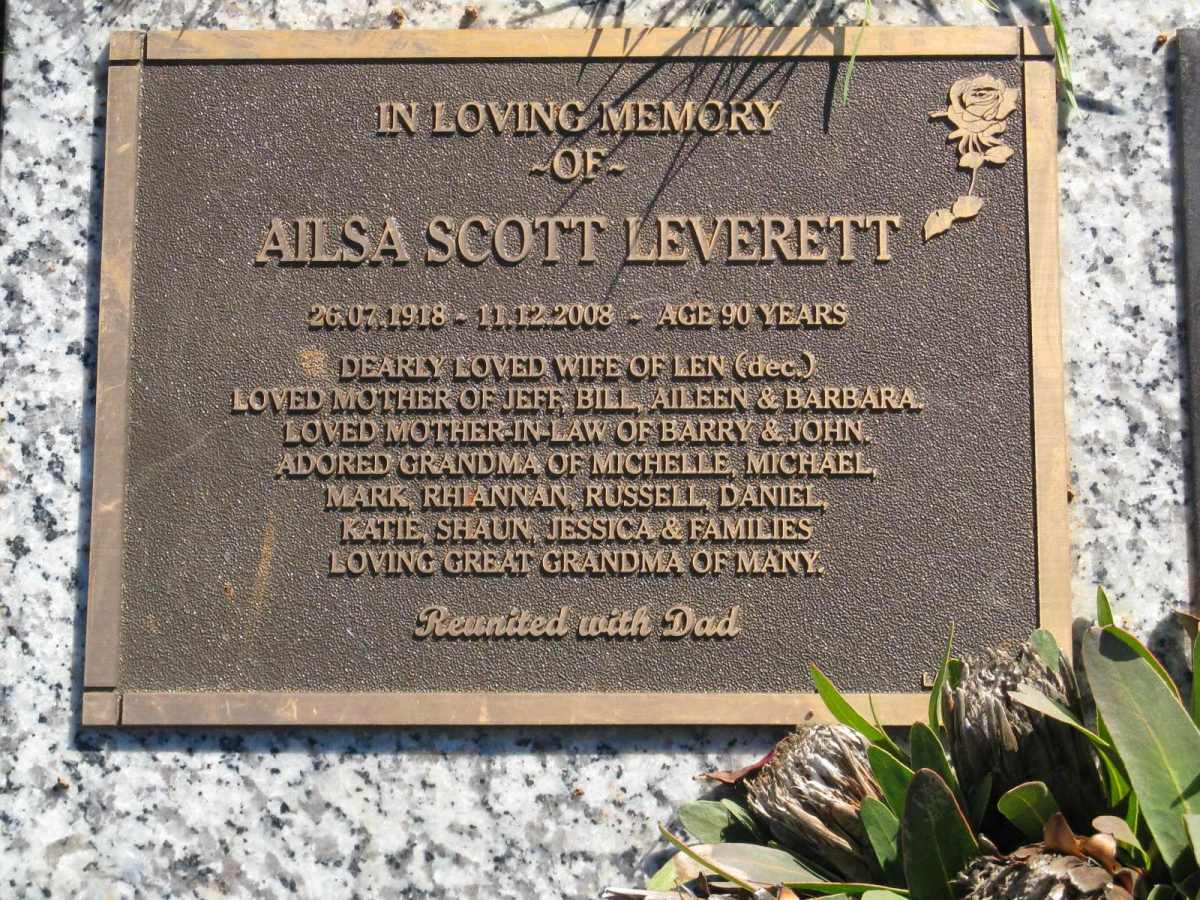 IN LOVING MEMORY
~OF~
AILSA SCOTT LEVERETT
26.07.1918 - 11.12.2008 - AGE 90 YEARS
DEARLY LOVED WIFE OF LEN (dec.)
LOVED MOTHER OF JEFF, BILL, AILEEN & BARBARA.
LOVED MOTHER-IN-LAW OF BARRY & JOHN.
ADORED GRANDMA OF MICHELLE, MICHAEL,
MARK, RHIANNAN, RUSSELL, DANIEL,
KATIE, SHAUN, JESSICA & FAMILIES
LOVING GREAT GRANDMA OF MANY.
Reunited with Dad